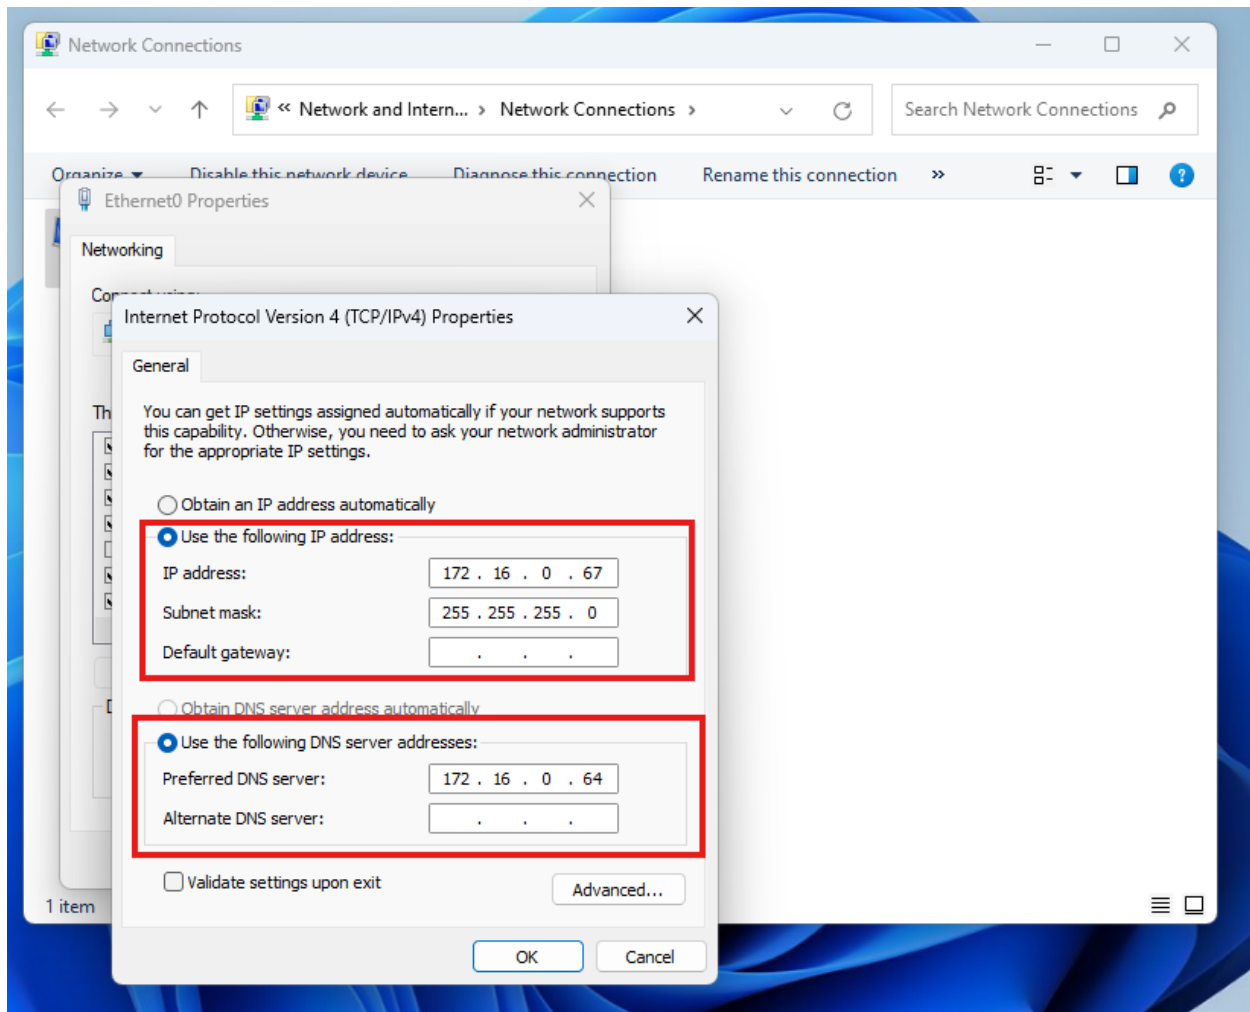 Network Connections
« Network and Intern... › Network Connections ›
Search Network Connections
Organize Disable this network device Diagnose this connection Rename this connection »
Ethernet0 Properties
Networking
Connect using:
Internet Protocol Version 4 (TCP/IPv4) Properties
General
You can get IP settings assigned automatically if your network supports
this capability. Otherwise, you need to ask your network administrator
for the appropriate IP settings.
Obtain an IP address automatically
Use the following IP address:
IP address: 172 . 16 . 0 . 67
Subnet mask: 255 . 255 . 255 . 0
Default gateway: . . .
Obtain DNS server address automatically
Use the following DNS server addresses:
Preferred DNS server: 172 . 16 . 0 . 64
Alternate DNS server: . . .
Validate settings upon exit
Advanced...
1 item
OK Cancel